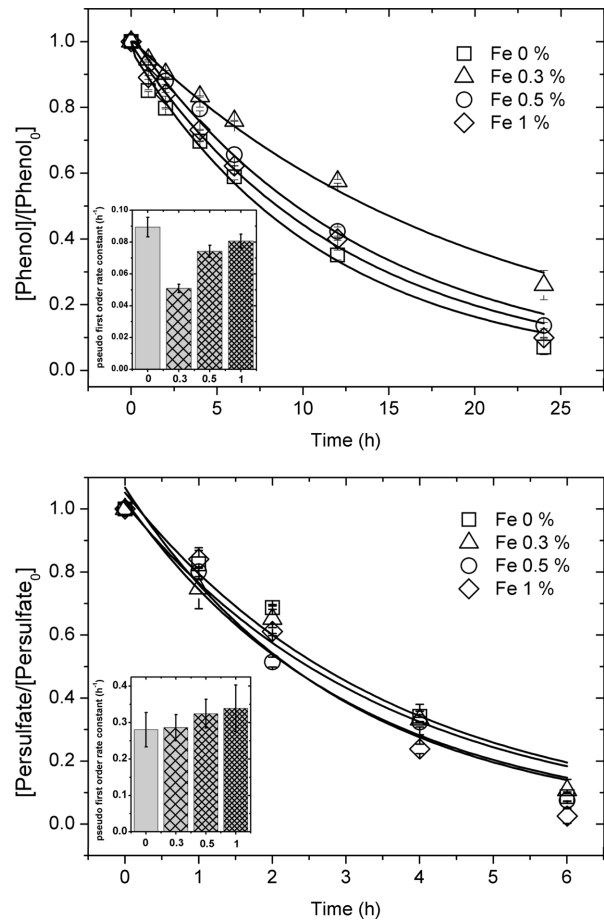 1.0
0.8
0.6
0.4
0.2
0.0
[Phenol]/[Phenol0]
Fe 0 %
Fe 0.3 %
Fe 0.5 %
Fe 1 %
0.10
0.08
0.06
0.04
0.02
0.00
pseudo first order rate constant (h-1)
0 0.3 0.5 1
0 5 10 15 20 25
Time (h)
1.0
0.8
0.6
0.4
0.2
0.0
[Persulfate/[Persulfate0]
Fe 0 %
Fe 0.3 %
Fe 0.5 %
Fe 1 %
0.4
0.3
0.2
0.1
0.0
pseudo first order rate constant (h-1)
0 0.3 0.5 1
0 1 2 3 4 5 6
Time (h)